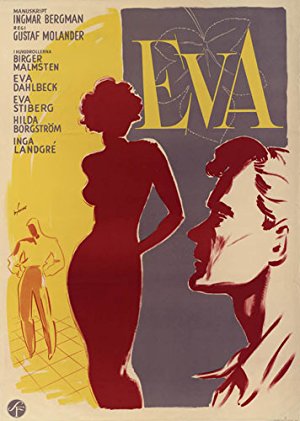 MANUSKRIPT
INGMAR BERGMAN
REGI
GUSTAF MOLANDER
I HUVUDROLLERNA
BIRGER
MALMSTEN
EVA
DAHLBECK
EVA
STIBERG
HILDA
BORGSTRÖM
INGA
LANDGRÉ
EVA